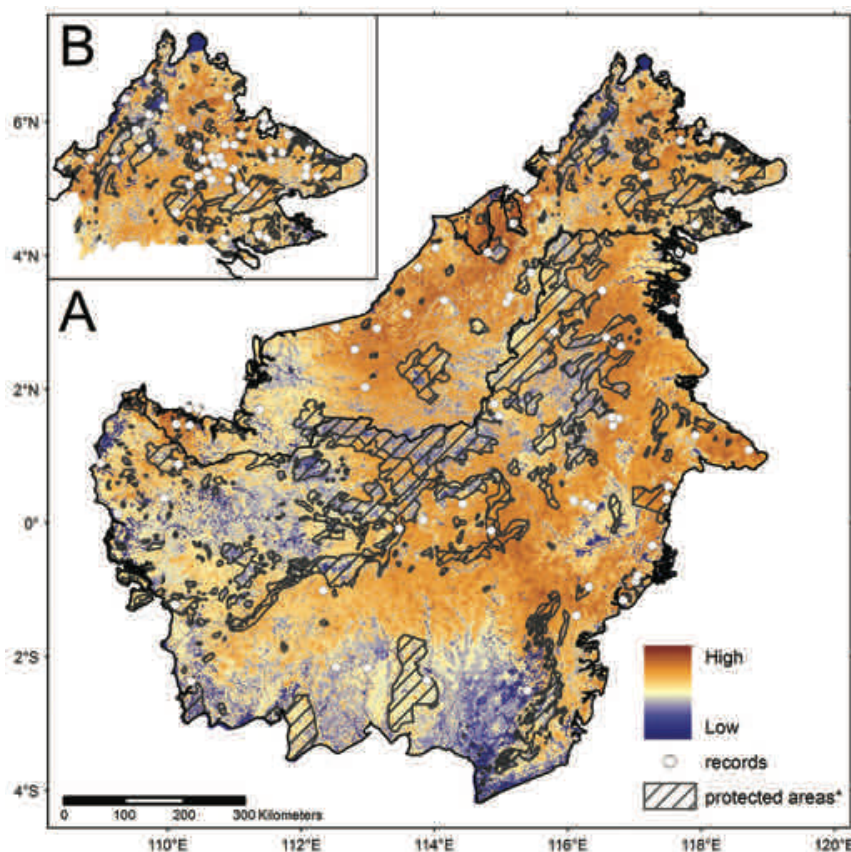 B
6°N
4°N
A
2°N
0°
2°S
High
Low
records
protected areas*
4°S
0 100 200 300 Kilometers
110°E 112°E 114°E 116°E 118°E 120°E